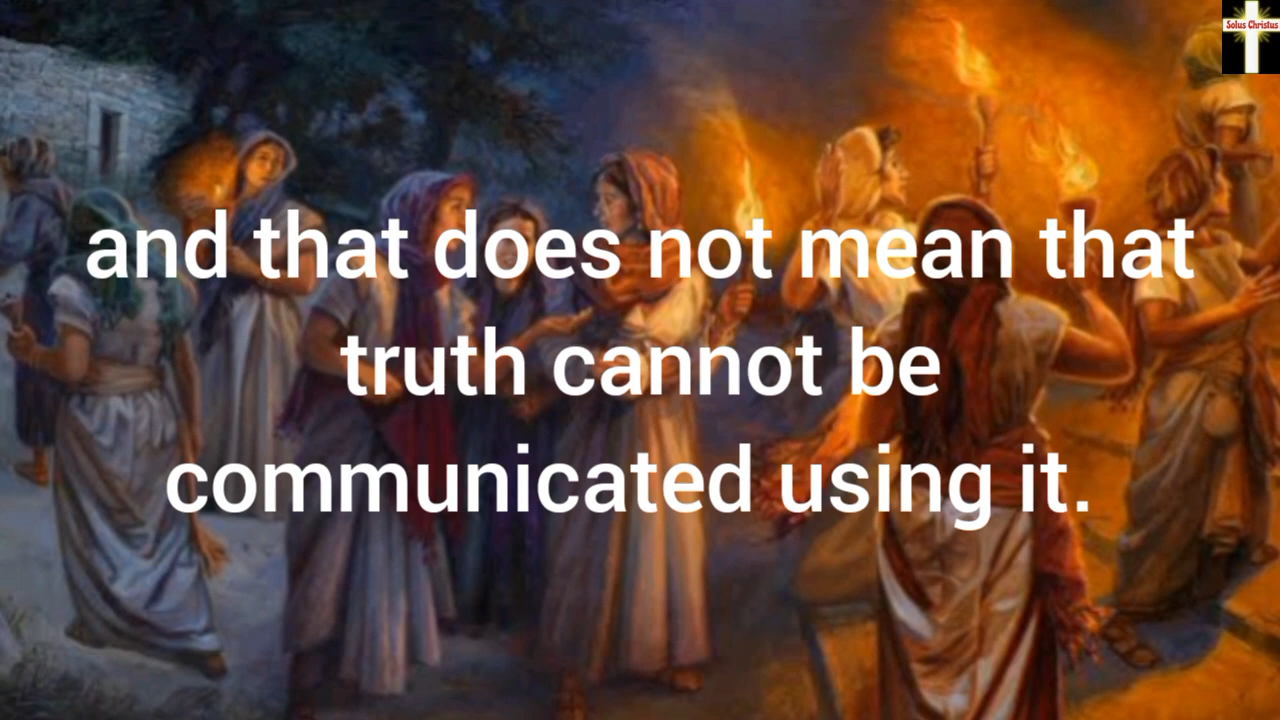 Solus Christus
and that does not mean that
truth cannot be
communicated using it.